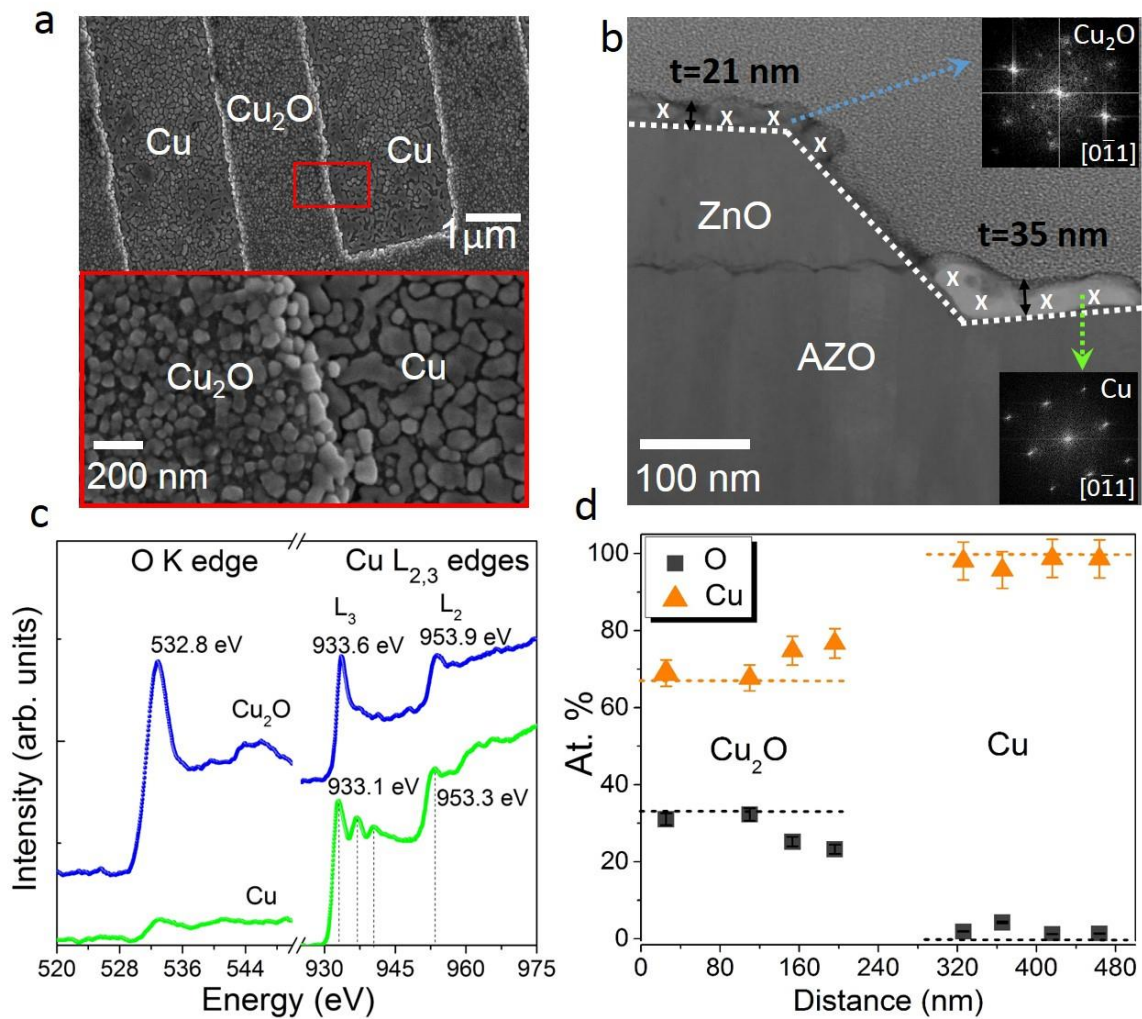 a
Cu
Cu₂O
Cu
1µm
Cu₂O
Cu
200 nm
b
t=21 nm
x x x
x
Cu₂O
[01̄1]
ZnO
t=35 nm
x
x x x
AZO
Cu
[01̄1]
100 nm
c
O K edge
Cu L₂,₃ edges
L₃
L₂
532.8 eV
933.6 eV
953.9 eV
Cu₂O
933.1 eV
953.3 eV
Cu
Intensity (arb. units)
520 528 536 544 930 945 960 975
Energy (eV)
d
O
Cu
100
80
60
40
20
0
At. %
Cu₂O
Cu
0 80 160 240 320 400 480
Distance (nm)